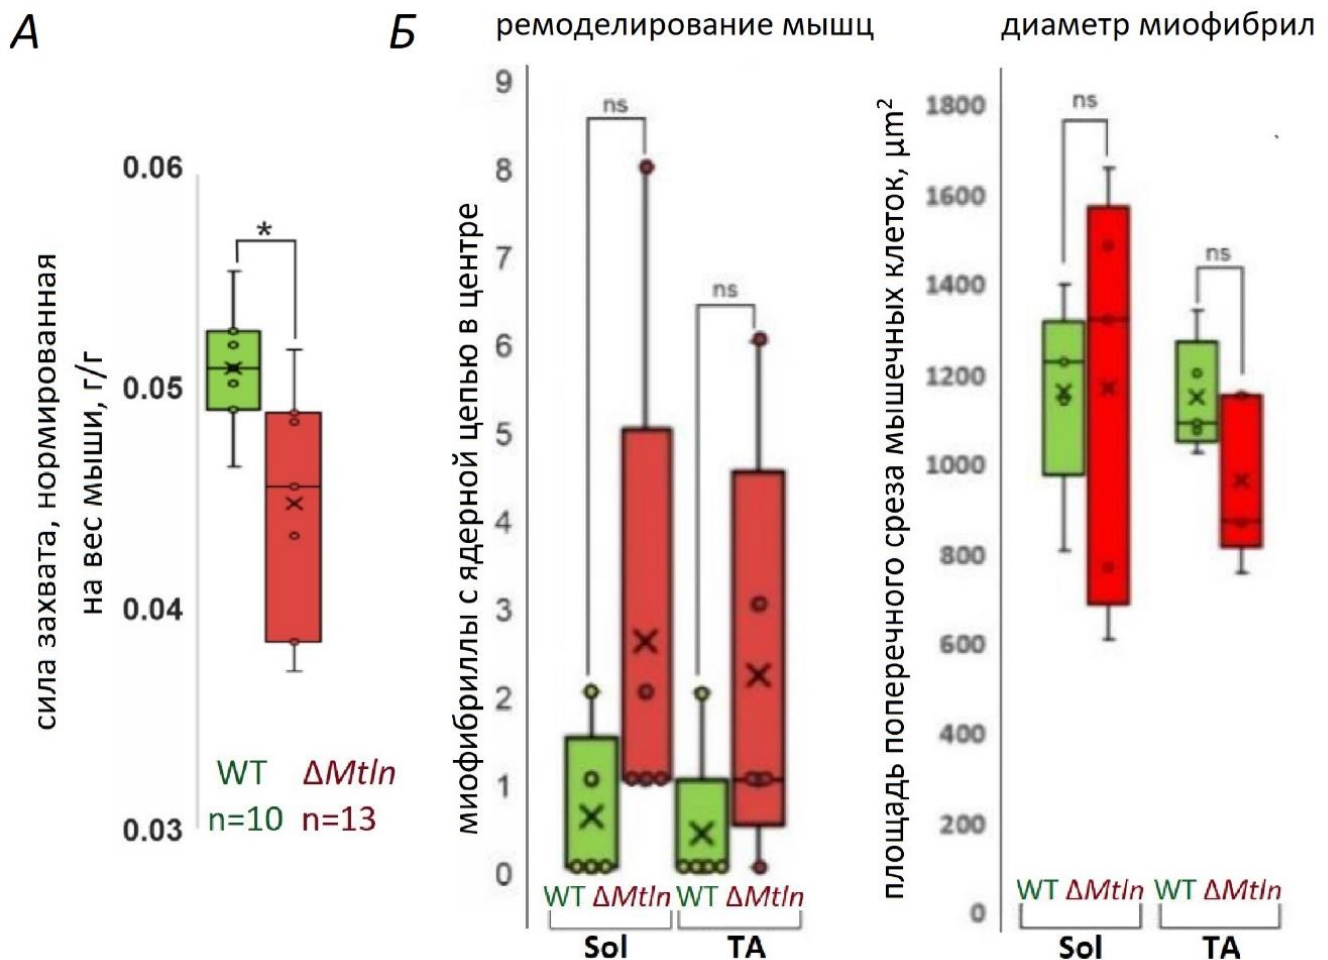 А
Б
ремоделирование мышц
диаметр миофибрил
сила захвата, нормированная
на вес мыши, г/г
0.06
0.05
0.04
0.03
*
WT
ΔMtln
n=10
n=13
миофибриллы с ядерной цепью в центре
9
8
7
6
5
4
3
2
1
0
ns
ns
WT ΔMtln WT ΔMtln
Sol
TA
площадь поперечного среза мышечных клеток, µm²
1800
1600
1400
1200
1000
800
600
400
200
0
ns
ns
WT ΔMtln WT ΔMtln
Sol
TA